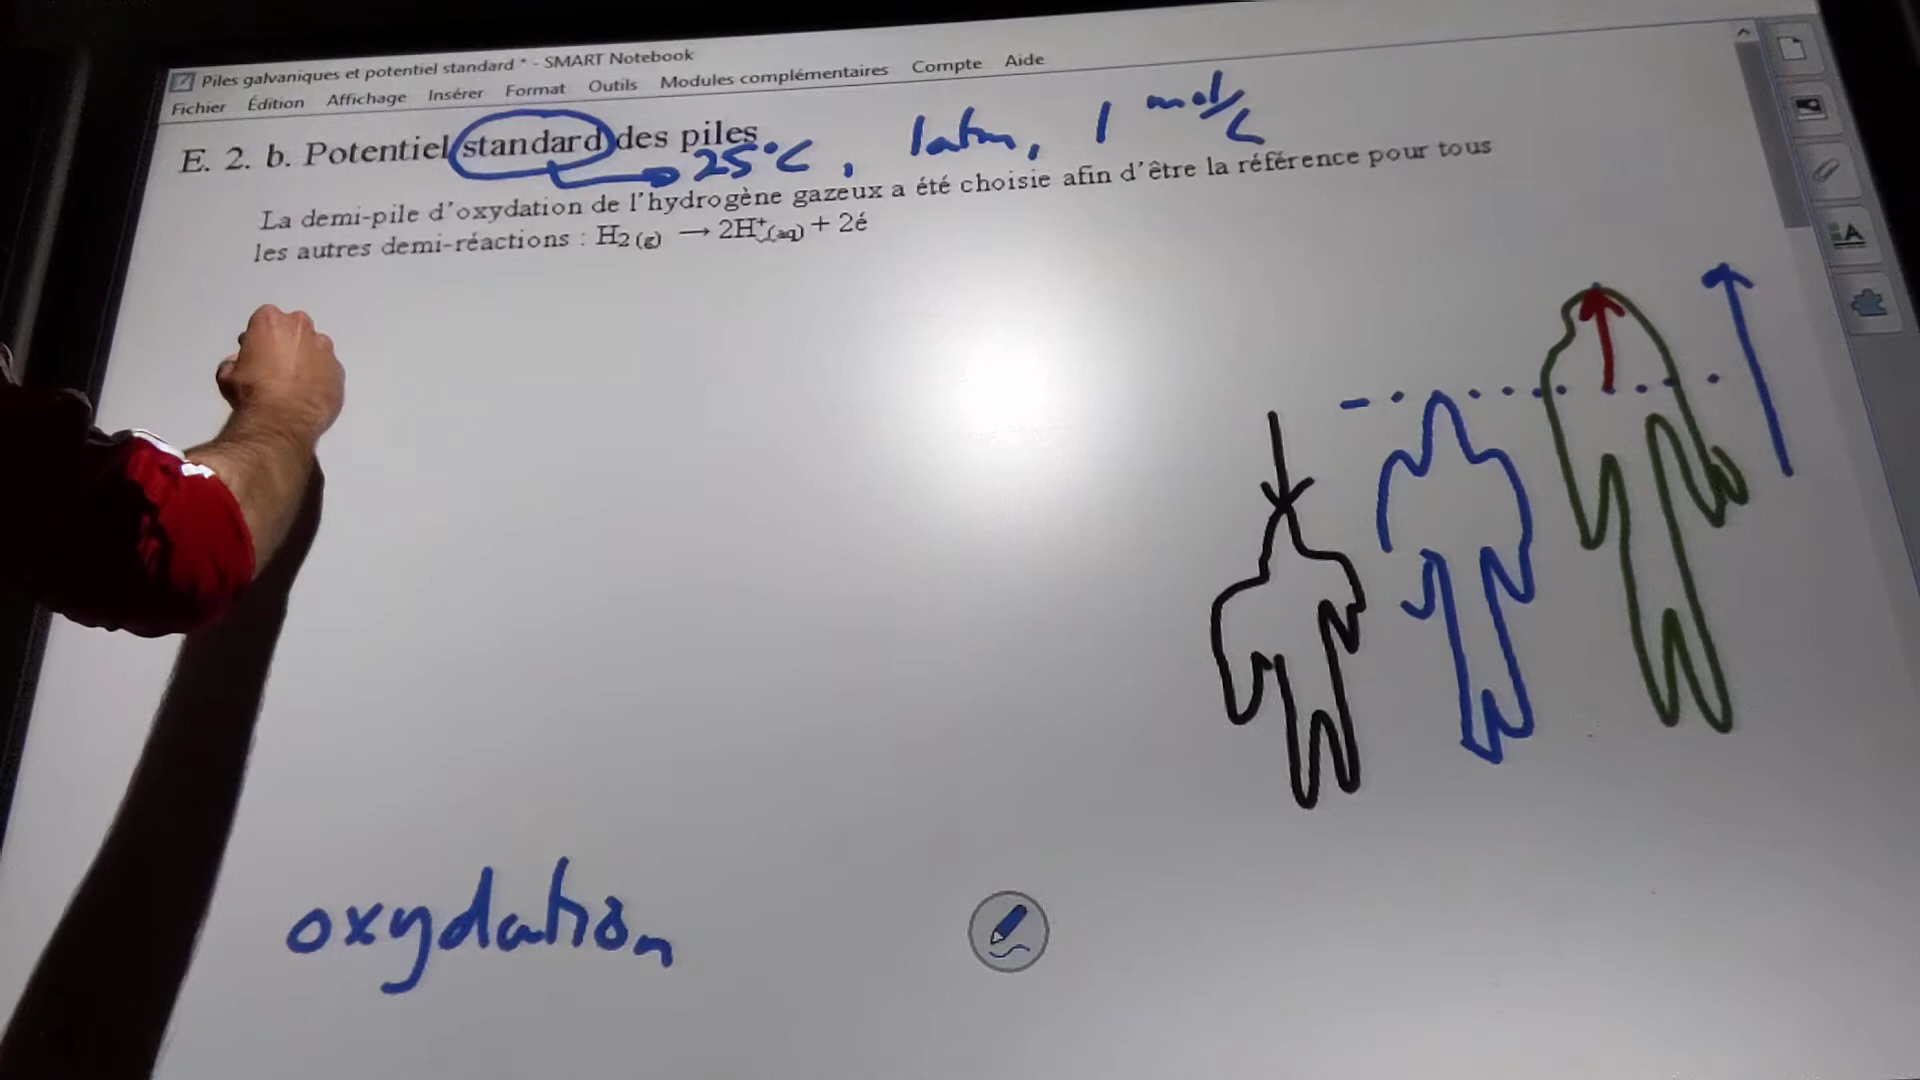 Piles galvaniques et potentiel standard * - SMART Notebook
Fichier Édition Affichage Insérer Format Outils Modules complémentaires Compte Aide
E. 2. b. Potentiel standard des piles
25°C, 1atm, 1 mol/L
La demi-pile d'oxydation de l'hydrogène gazeux a été choisie afin d'être la référence pour tous
les autres demi-réactions : H2 (g) → 2H+(aq) + 2é
oxydation